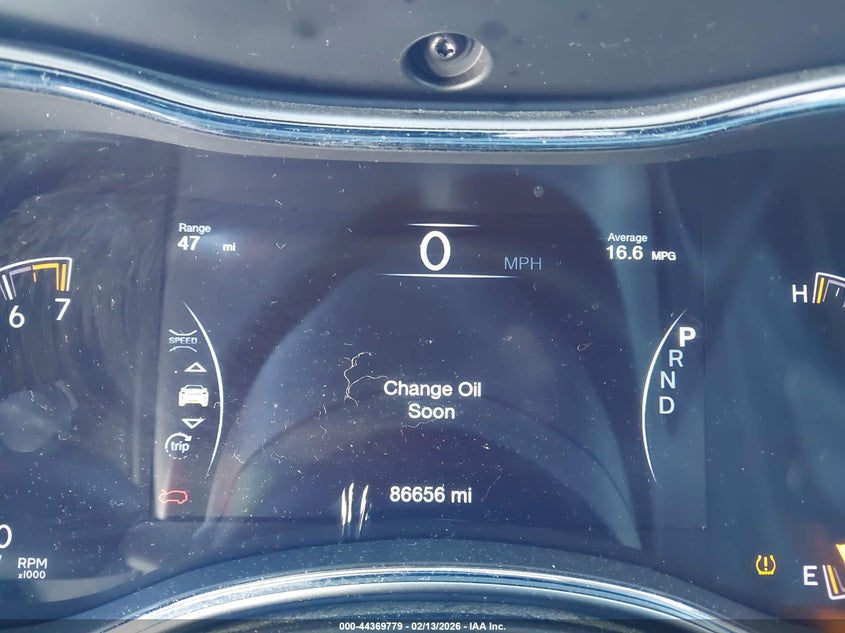 Range
47 mi
0 MPH
Average
16.6 MPG
6 7
H
SPEED
P
R
N
D
Change Oil
Soon
trip
86656 mi
0
RPM
x1000
E
000-44369779 - 02/13/2026 - IAA Inc.